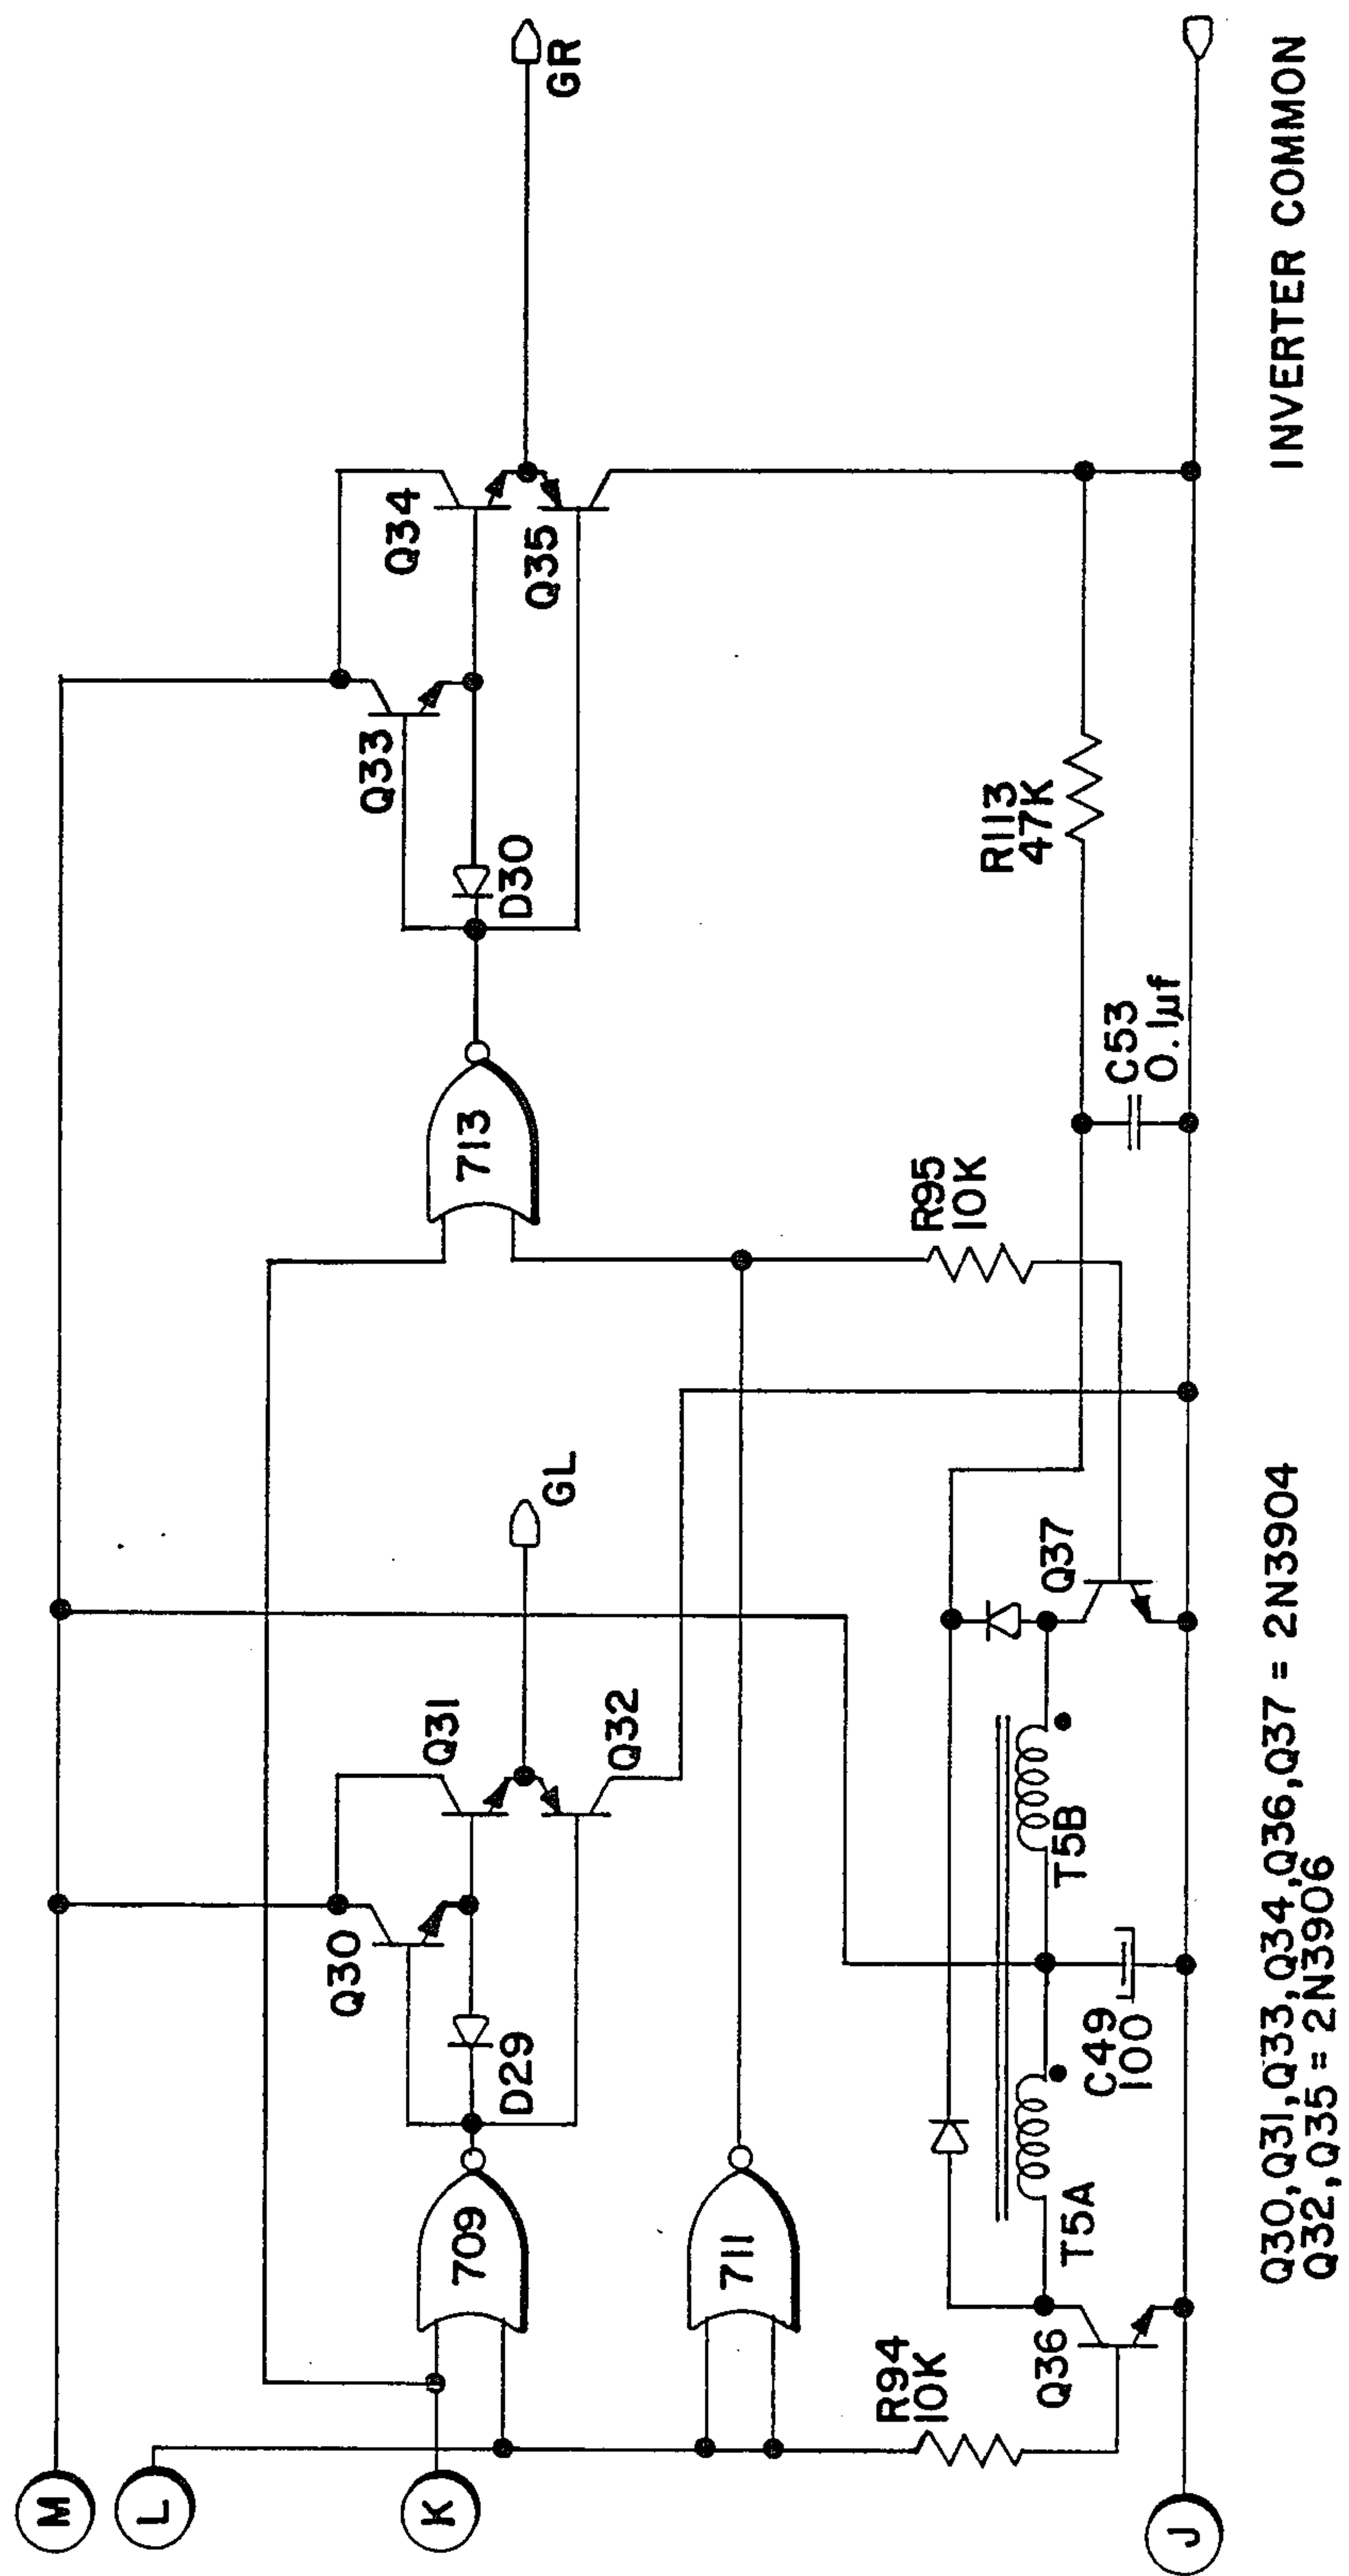 M
L
K
J
709
711
713
D29
D30
Q30
Q31
Q32
Q33
Q34
Q35
Q36
Q37
GL
GR
R94
10K
R95
10K
R113
47K
C53
0.1µf
C49
100
T5A
T5B
INVERTER COMMON
Q30,Q31,Q33,Q34,Q36,Q37 = 2N3904
Q32,Q35 = 2N3906